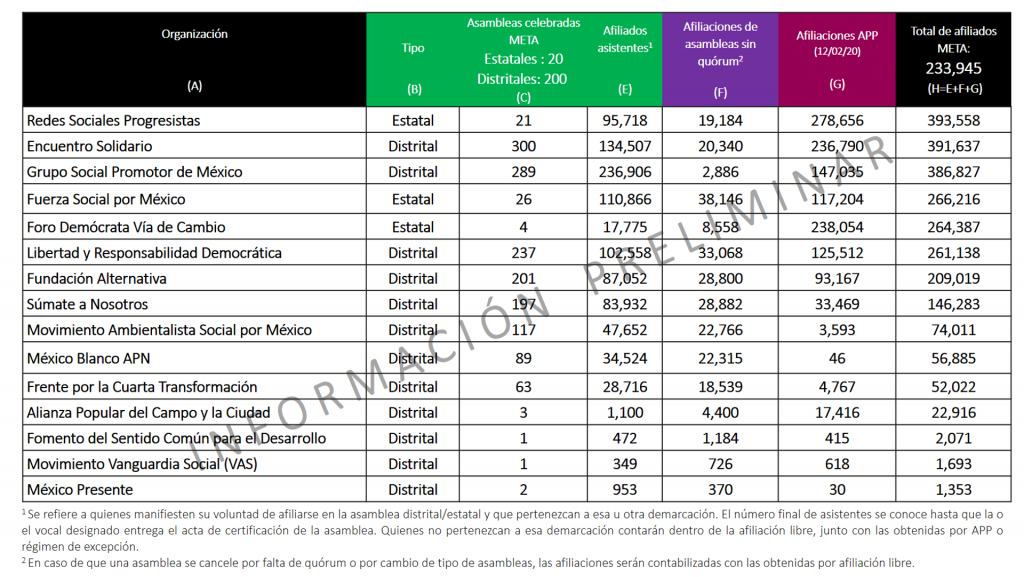 Organización
(A)
Tipo
(B)
Asambleas celebradas
META
Estatales : 20
Distritales: 200
(C)
Afiliados
asistentes¹
(E)
Afiliaciones de
asambleas sin
quórum²
(F)
Afiliaciones APP
(12/02/20)
(G)
Total de afiliados
META:
233,945
(H=E+F+G)
Redes Sociales Progresistas Estatal 21 95,718 19,184 278,656 393,558
Encuentro Solidario Distrital 300 134,507 20,340 236,790 391,637
Grupo Social Promotor de México Distrital 289 236,906 2,886 147,035 386,827
Fuerza Social por México Estatal 26 110,866 38,146 117,204 266,216
Foro Demócrata Vía de Cambio Estatal 4 17,775 8,558 238,054 264,387
Libertad y Responsabilidad Democrática Distrital 237 102,558 33,068 125,512 261,138
Fundación Alternativa Distrital 201 87,052 28,800 93,167 209,019
Súmate a Nosotros Distrital 197 83,932 28,882 33,469 146,283
Movimiento Ambientalista Social por México Distrital 117 47,652 22,766 3,593 74,011
México Blanco APN Distrital 89 34,524 22,315 46 56,885
Frente por la Cuarta Transformación Distrital 63 28,716 18,539 4,767 52,022
Alianza Popular del Campo y la Ciudad Distrital 3 1,100 4,400 17,416 22,916
Fomento del Sentido Común para el Desarrollo Distrital 1 472 1,184 415 2,071
Movimiento Vanguardia Social (VAS) Distrital 1 349 726 618 1,693
México Presente Distrital 2 953 370 30 1,353
INFORMACIÓN PRELIMINAR
¹ Se refiere a quienes manifiesten su voluntad de afiliarse en la asamblea distrital/estatal y que pertenezcan a esa u otra demarcación. El número final de asistentes se conoce hasta que la o
el vocal designado entrega el acta de certificación de la asamblea. Quienes no pertenezcan a esa demarcación contarán dentro de la afiliación libre, junto con las obtenidas por APP o
régimen de excepción.
² En caso de que una asamblea se cancele por falta de quórum o por cambio de tipo de asambleas, las afiliaciones serán contabilizadas con las obtenidas por afiliación libre.